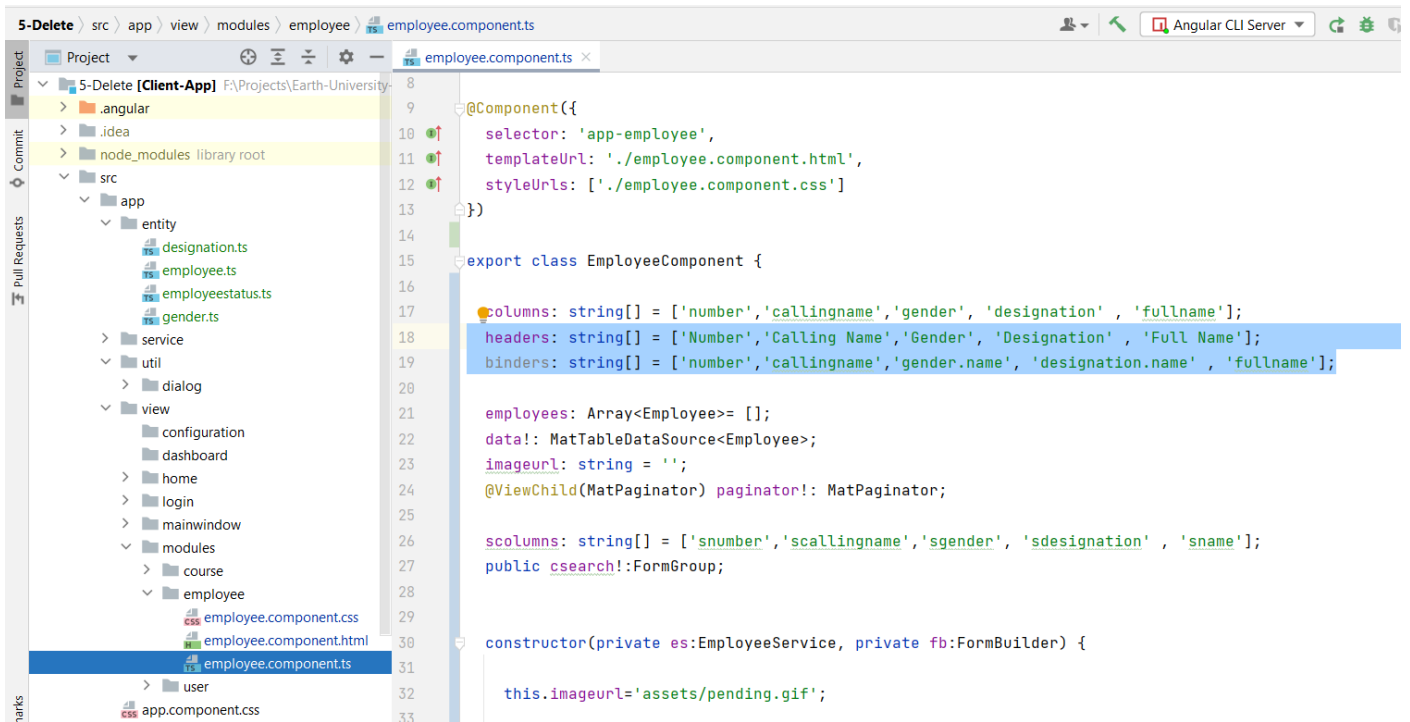 5-Delete › src › app › view › modules › employee › employee.component.ts
Angular CLI Server
Project
Project
employee.component.ts ×
5-Delete [Client-App] F:\Projects\Earth-University-
.angular
.idea
node_modules library root
src
app
entity
designation.ts
employee.ts
employeestatus.ts
gender.ts
service
util
dialog
view
configuration
dashboard
home
login
mainwindow
modules
course
employee
employee.component.css
employee.component.html
employee.component.ts
user
app.component.css
Commit
Pull Requests
8
9 @Component({
10 selector: 'app-employee',
11 templateUrl: './employee.component.html',
12 styleUrls: ['./employee.component.css']
13 })
14
15 export class EmployeeComponent {
16
17 columns: string[] = ['number','callingname','gender', 'designation' , 'fullname'];
18 headers: string[] = ['Number','Calling Name','Gender', 'Designation' , 'Full Name'];
19 binders: string[] = ['number','callingname','gender.name', 'designation.name' , 'fullname'];
20
21 employees: Array<Employee>= [];
22 data!: MatTableDataSource<Employee>;
23 imageurl: string = '';
24 @ViewChild(MatPaginator) paginator!: MatPaginator;
25
26 scolumns: string[] = ['snumber','scallingname','sgender', 'sdesignation' , 'sname'];
27 public csearch!:FormGroup;
28
29
30 constructor(private es:EmployeeService, private fb:FormBuilder) {
31
32 this.imageurl='assets/pending.gif';
33